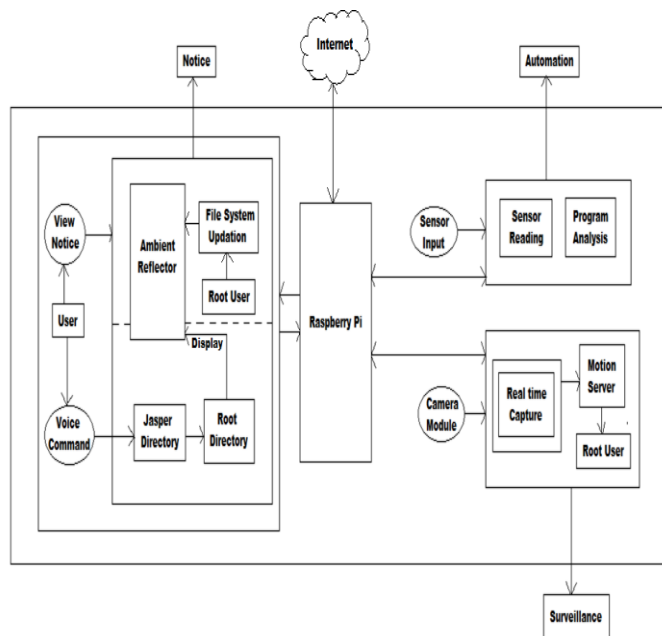 Internet
Notice
Automation
View
Notice
Ambient
Reflector
File System
Updation
Root User
User
Display
Voice
Command
Jasper
Directory
Root
Directory
Raspberry Pi
Sensor
Input
Sensor
Reading
Program
Analysis
Camera
Module
Real time
Capture
Motion
Server
Root User
Surveillance